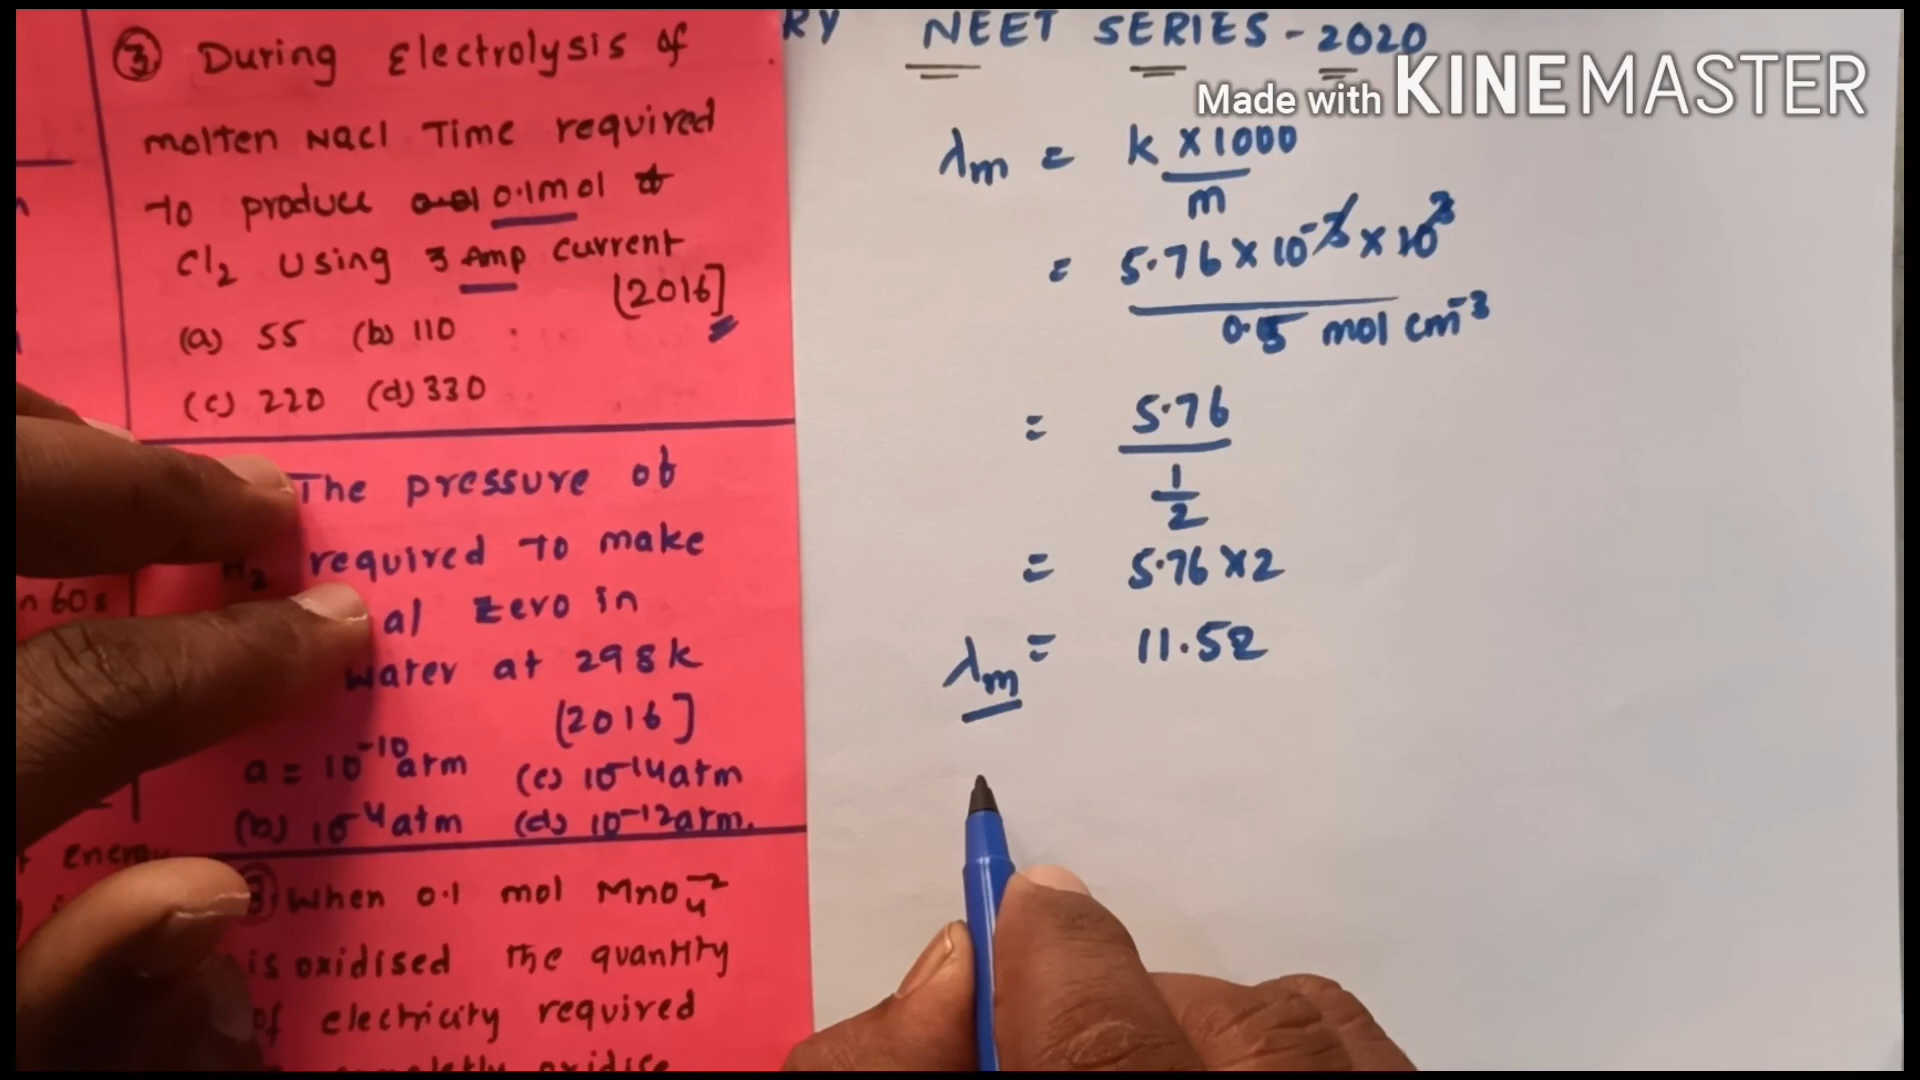 ③ During Electrolysis of
molten Nacl Time required
To produce 0.1mol
Cl₂ using 3 Amp current
[2016]
(a) 55 (b) 110
(c) 220 (d) 330
The pressure of
H₂ required to make
al zero in
water at 298k
[2016]
a = 10⁻¹⁰ atm (c) 10⁻¹⁴ atm
(b) 10⁻⁴ atm (d) 10⁻¹² atm.
When 0.1 mol MnO₄⁻²
is oxidised The quantity
of electricity required
oxidise
n 60s
energy
RY NEET SERIES - 2020
Made with KINEMASTER
λm = k × 1000
m
= 5.76 × 10⁻³ × 10³
0.5 mol cm⁻³
= 5.76
1
2
= 5.76 × 2
λm = 11.52